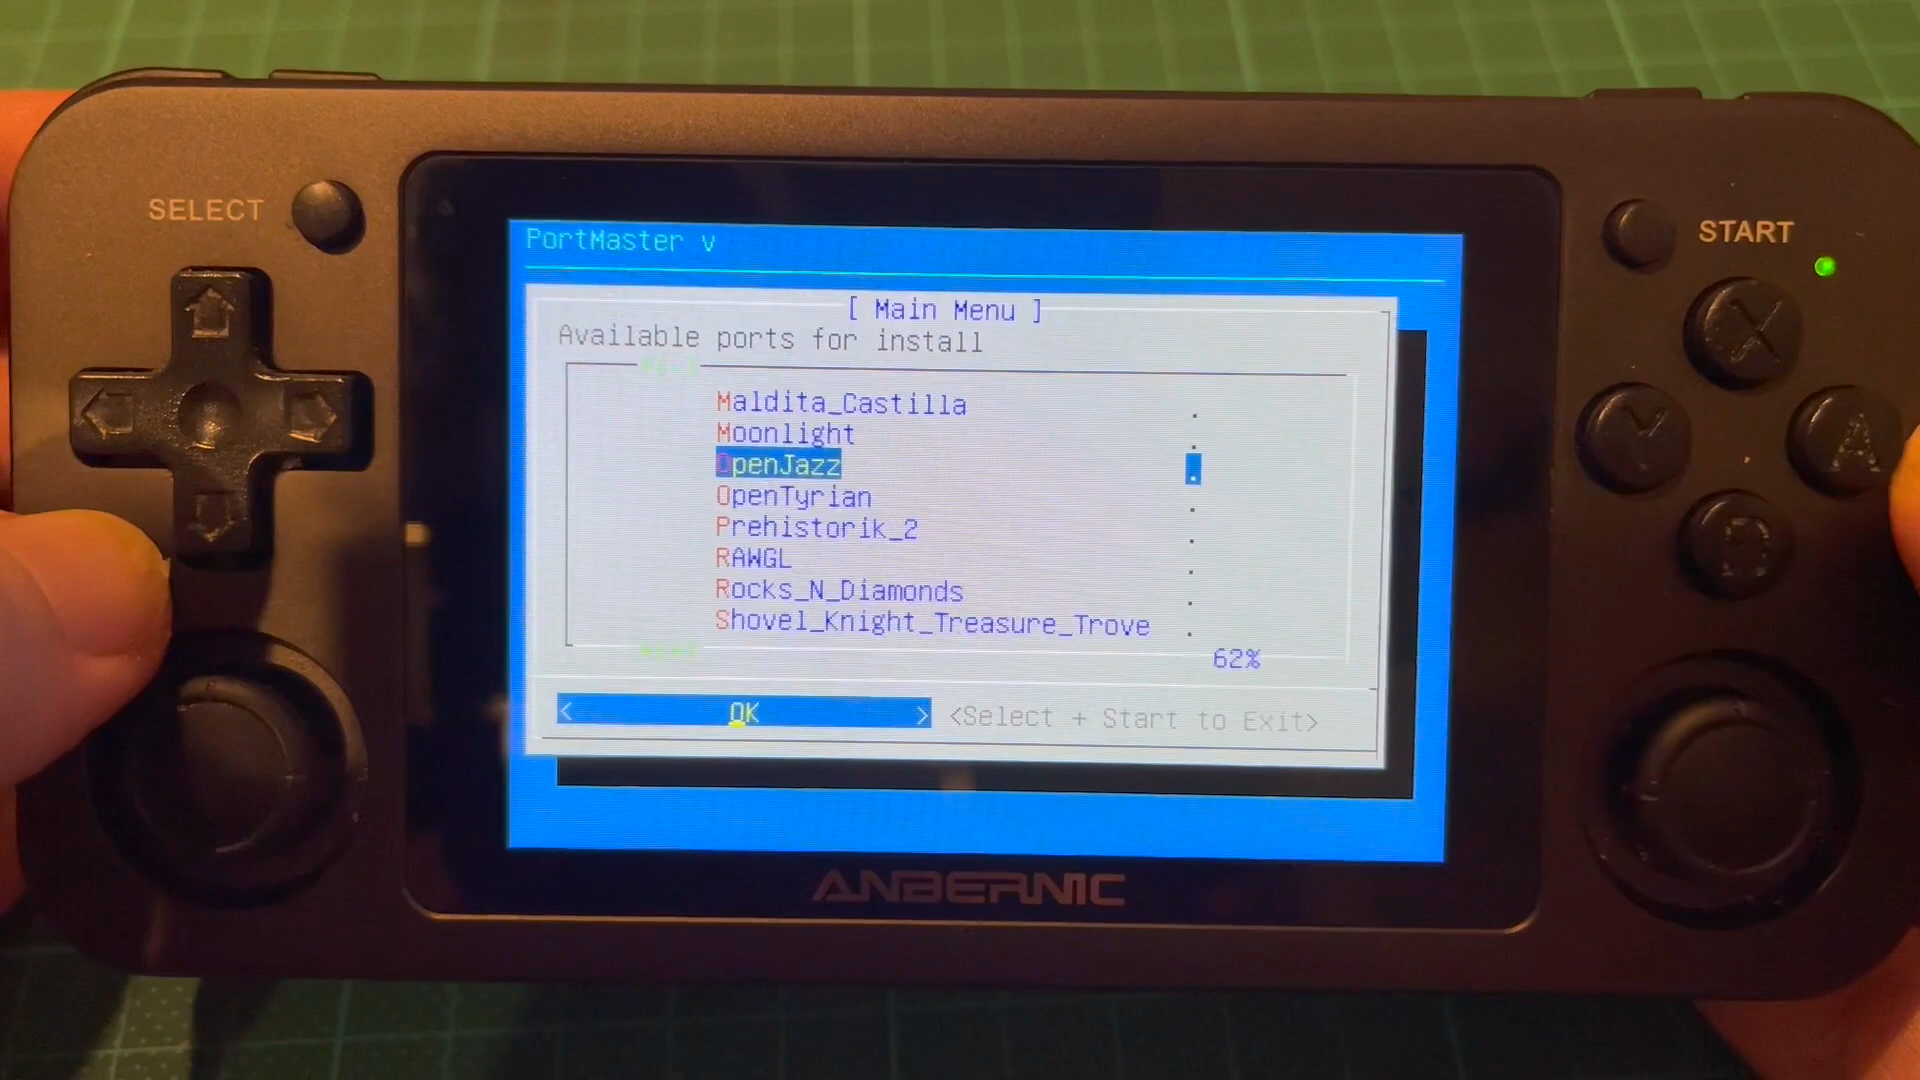 SELECT
START
X
Y
A
B
PortMaster v
[ Main Menu ]
Available ports for install
Maldita_Castilla .
Moonlight .
OpenJazz .
OpenTyrian .
Prehistorik_2 .
RAWGL .
Rocks_N_Diamonds .
Shovel_Knight_Treasure_Trove .
62%
< OK > <Select + Start to Exit>
ANBERNIC